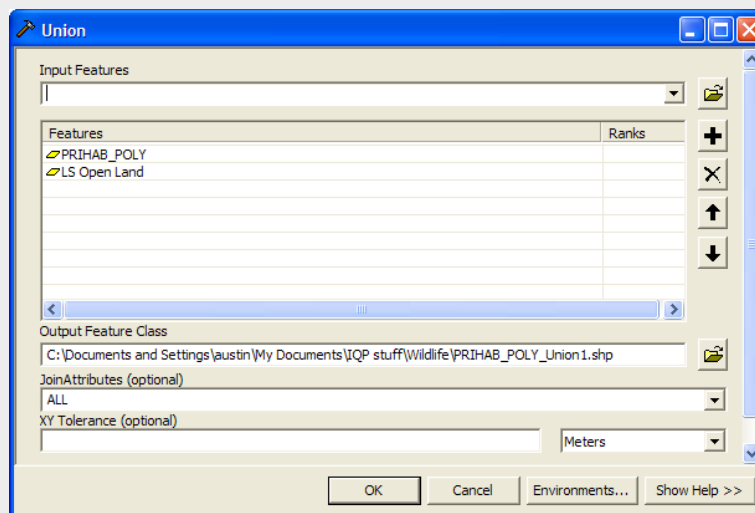 Union
Input Features
Features Ranks
PRIHAB_POLY
LS Open Land
Output Feature Class
C:\Documents and Settings\austin\My Documents\IQP stuff\Wildlife\PRIHAB_POLY_Union1.shp
JoinAttributes (optional)
ALL
XY Tolerance (optional)
Meters
OK Cancel Environments... Show Help >>